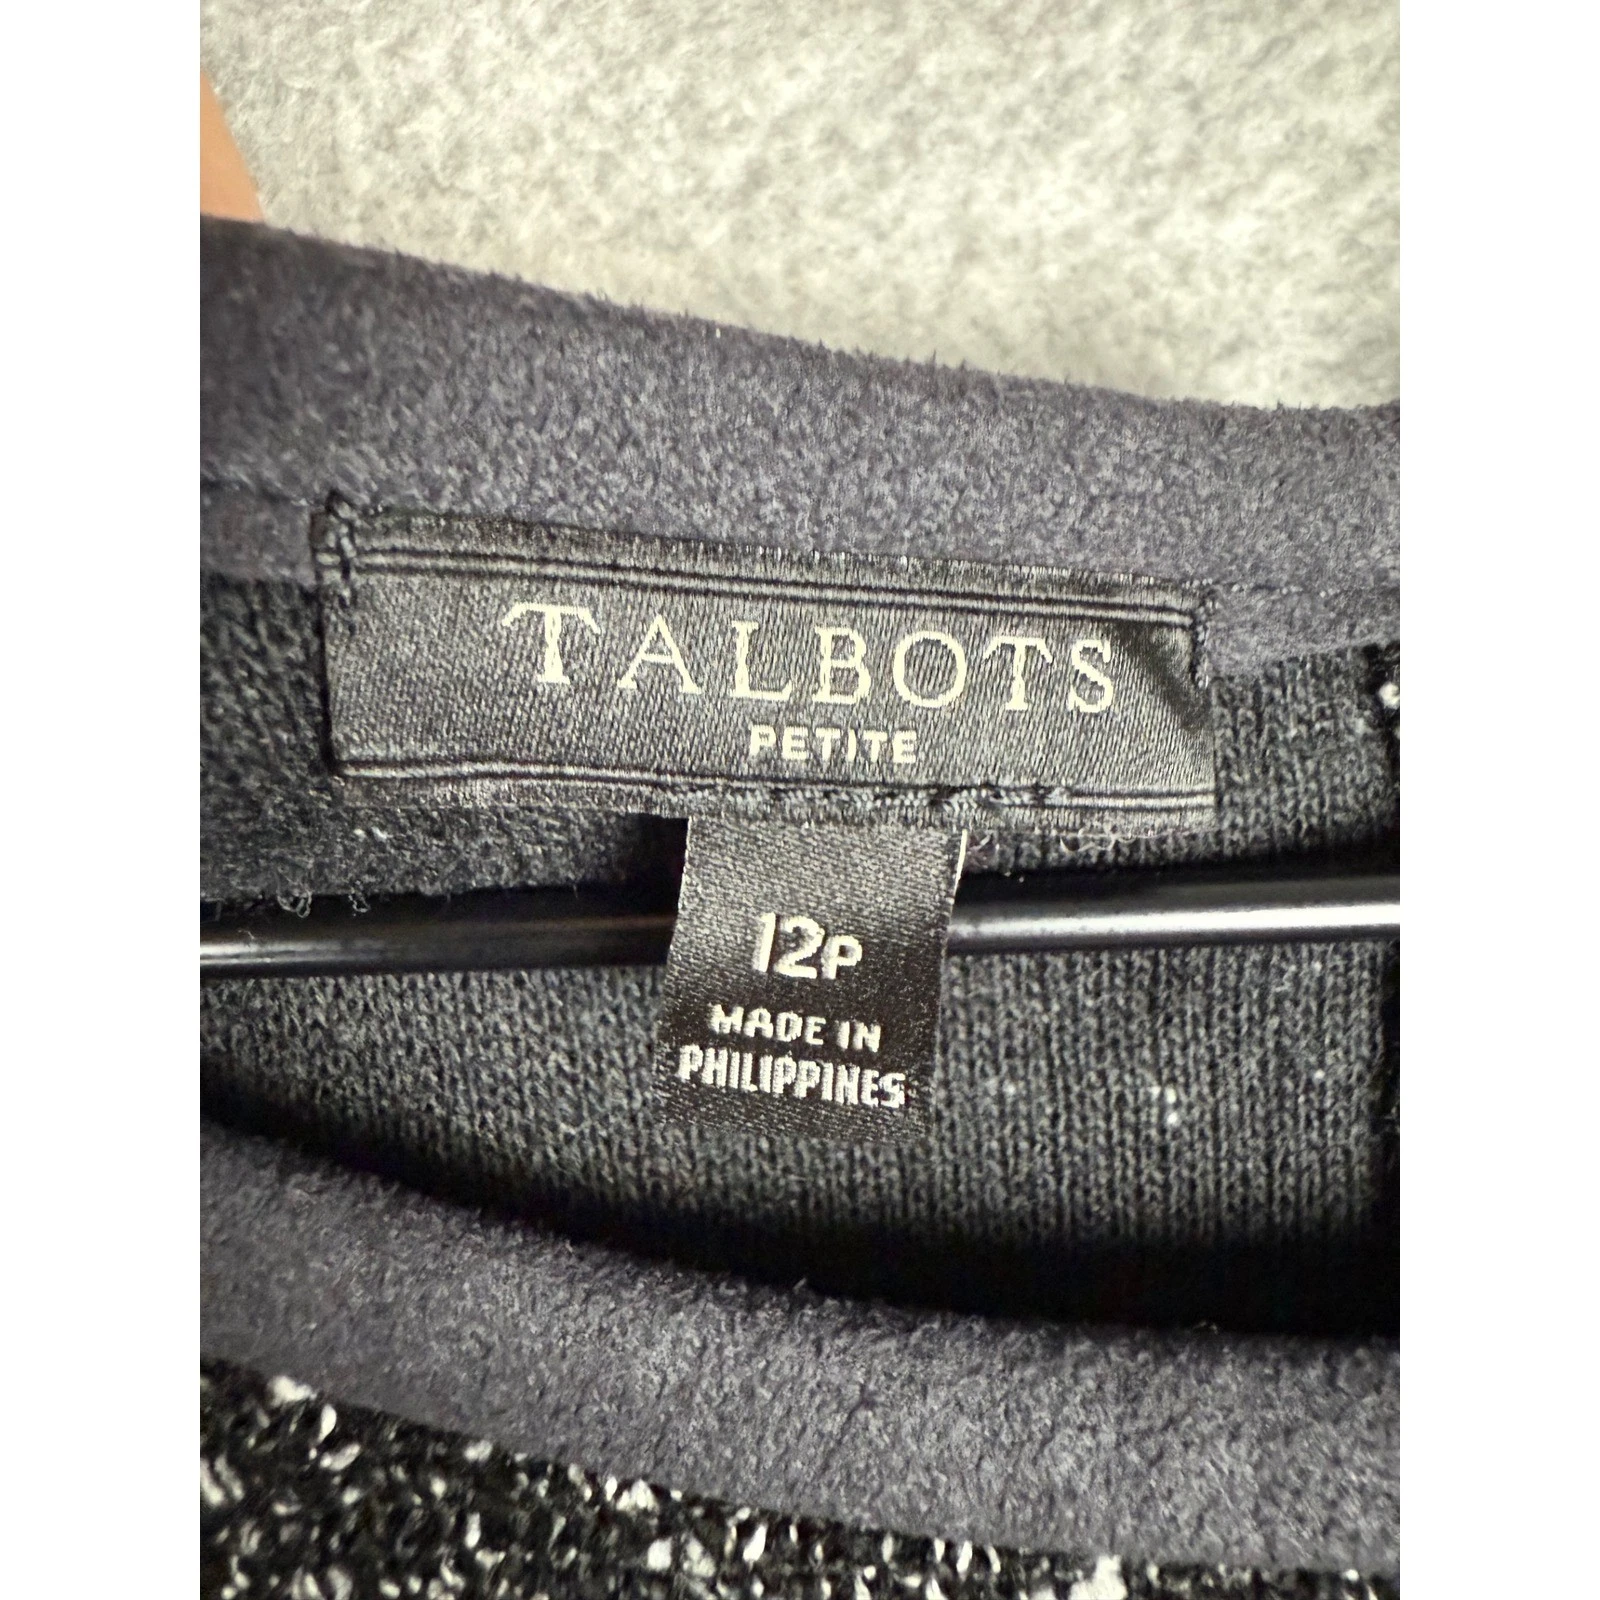 TALBOTS
PETITE
12P
MADE IN
PHILIPPINES